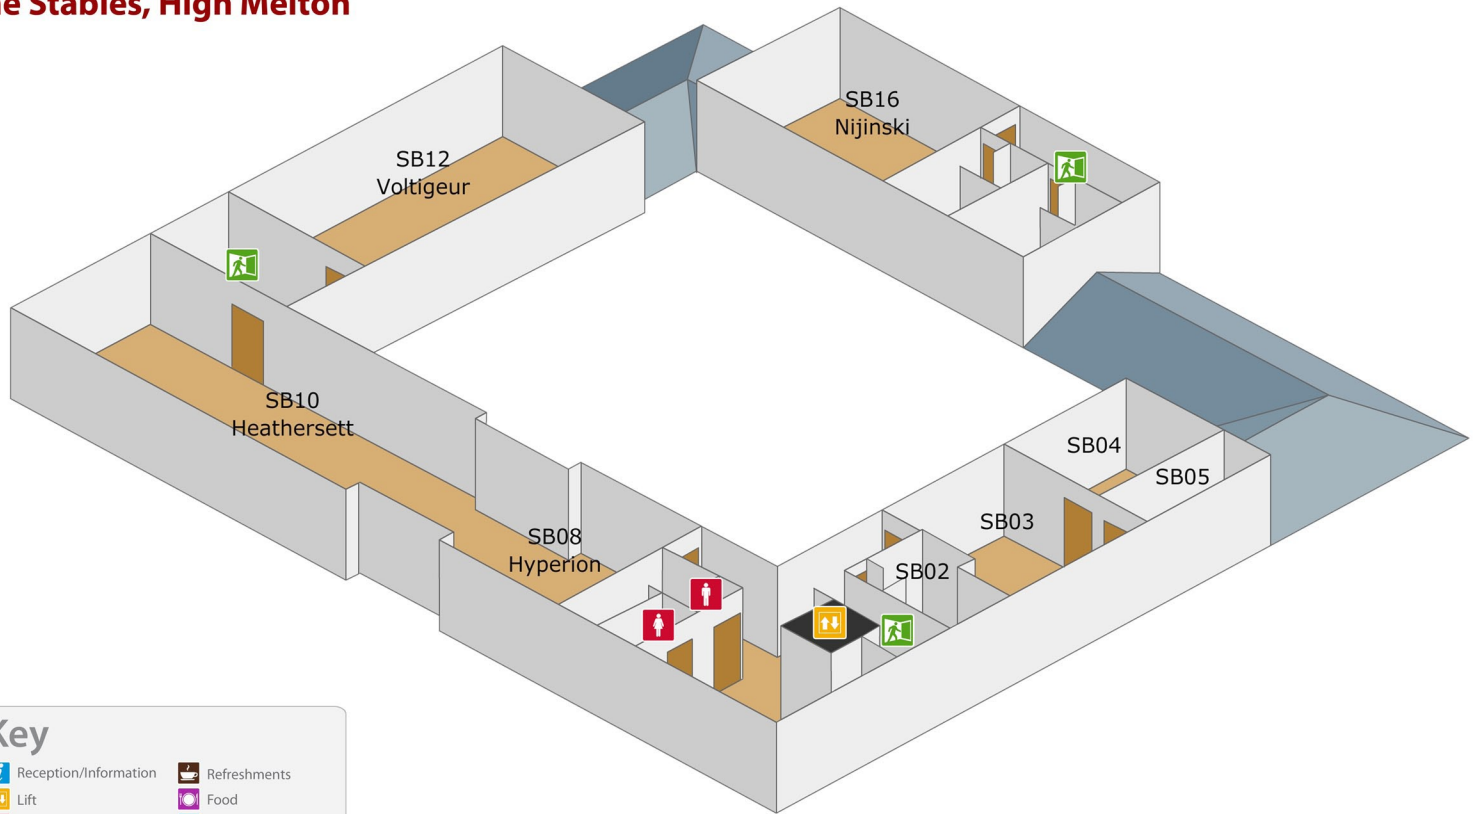 e Stables, High Melton
SB16
Nijinski
SB12
Voltigeur
SB10
Heathersett
SB04
SB05
SB03
SB08
Hyperion
SB02
Key
Reception/Information
Refreshments
Lift
Food